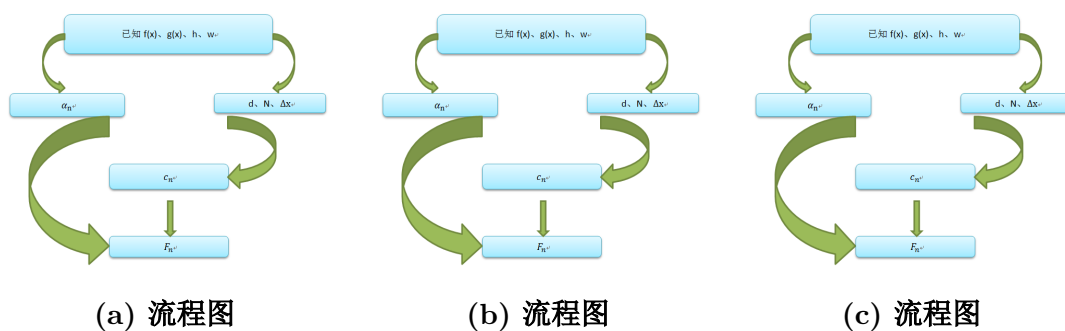 已知 f(x)、g(x)、h、w
αn
d、N、Δx
cn
Fn
(a) 流程图
已知 f(x)、g(x)、h、w
αn
d、N、Δx
cn
Fn
(b) 流程图
已知 f(x)、g(x)、h、w
αn
d、N、Δx
cn
Fn
(c) 流程图